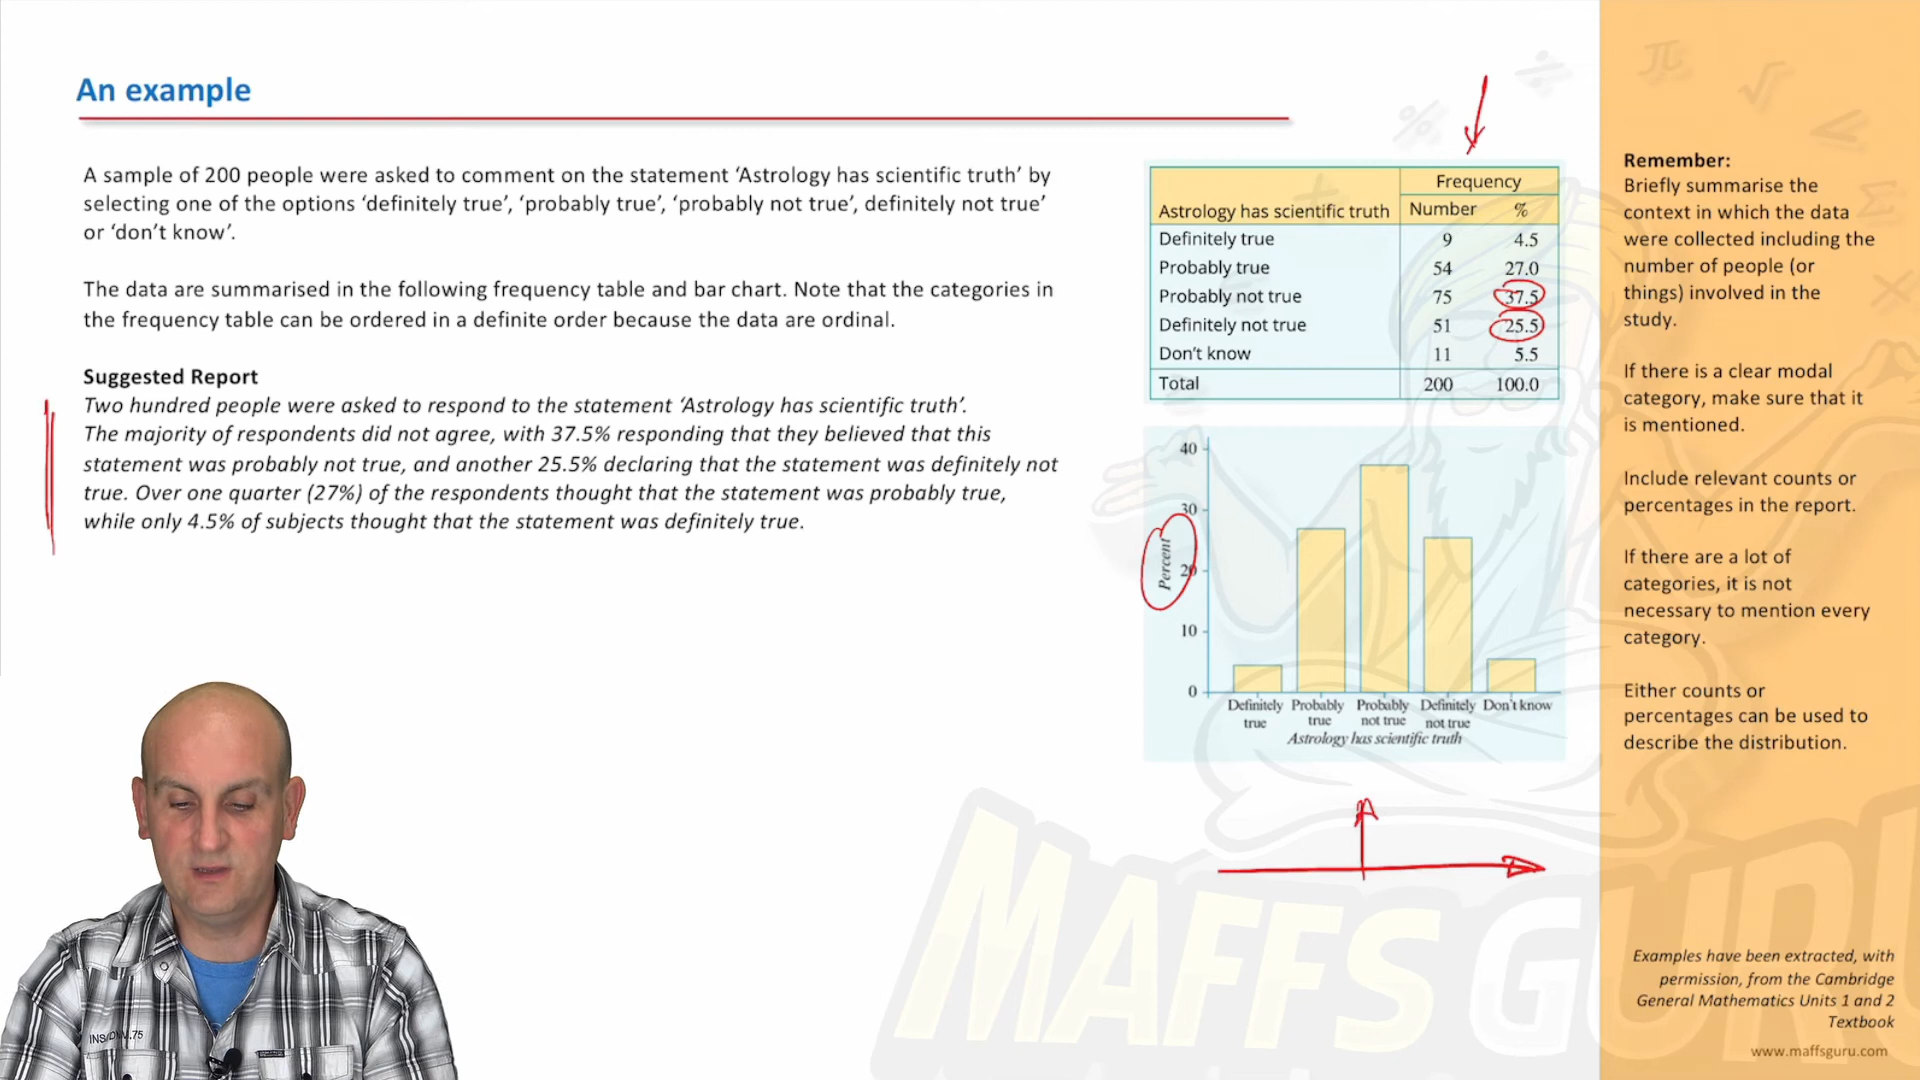 An example
A sample of 200 people were asked to comment on the statement ‘Astrology has scientific truth’ by
selecting one of the options ‘definitely true’, ‘probably true’, ‘probably not true’, definitely not true’
or ‘don’t know’.
The data are summarised in the following frequency table and bar chart. Note that the categories in
the frequency table can be ordered in a definite order because the data are ordinal.
Suggested Report
Two hundred people were asked to respond to the statement ‘Astrology has scientific truth’.
The majority of respondents did not agree, with 37.5% responding that they believed that this
statement was probably not true, and another 25.5% declaring that the statement was definitely not
true. Over one quarter (27%) of the respondents thought that the statement was probably true,
while only 4.5% of subjects thought that the statement was definitely true.
Frequency
Astrology has scientific truth Number %
Definitely true 9 4.5
Probably true 54 27.0
Probably not true 75 37.5
Definitely not true 51 25.5
Don’t know 11 5.5
Total 200 100.0
40
30
20
10
0
Percent
Definitely Probably Probably Definitely Don’t know
true true not true not true
Astrology has scientific truth
Remember:
Briefly summarise the
context in which the data
were collected including the
number of people (or
things) involved in the
study.
If there is a clear modal
category, make sure that it
is mentioned.
Include relevant counts or
percentages in the report.
If there are a lot of
categories, it is not
necessary to mention every
category.
Either counts or
percentages can be used to
describe the distribution.
Examples have been extracted, with
permission, from the Cambridge
General Mathematics Units 1 and 2
Textbook
www.maffsguru.com
MAFFS GURU